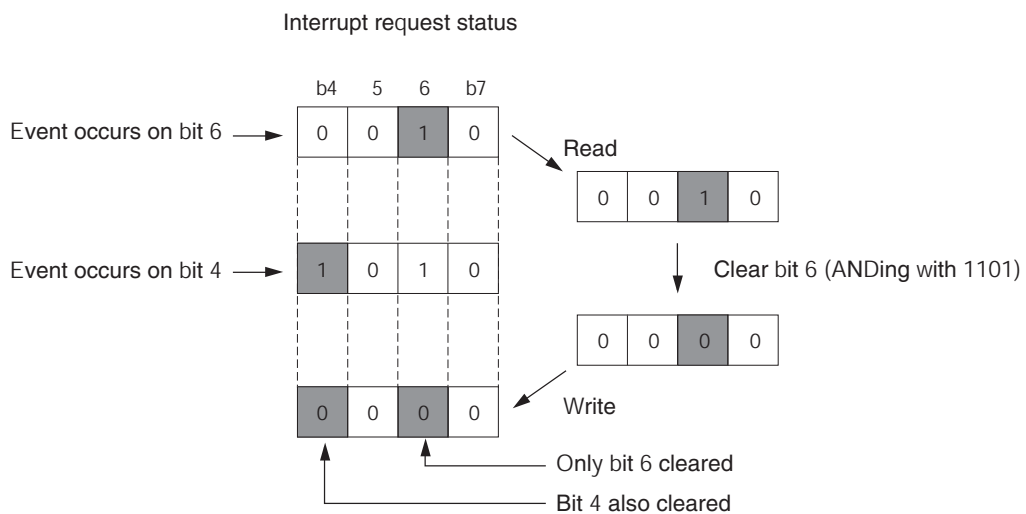 Interrupt request status
b4 5 6 b7
Event occurs on bit 6
0 0 1 0
Read
0 0 1 0
Event occurs on bit 4
1 0 1 0
Clear bit 6 (ANDing with 1101)
0 0 0 0
0 0 0 0
Write
Only bit 6 cleared
Bit 4 also cleared